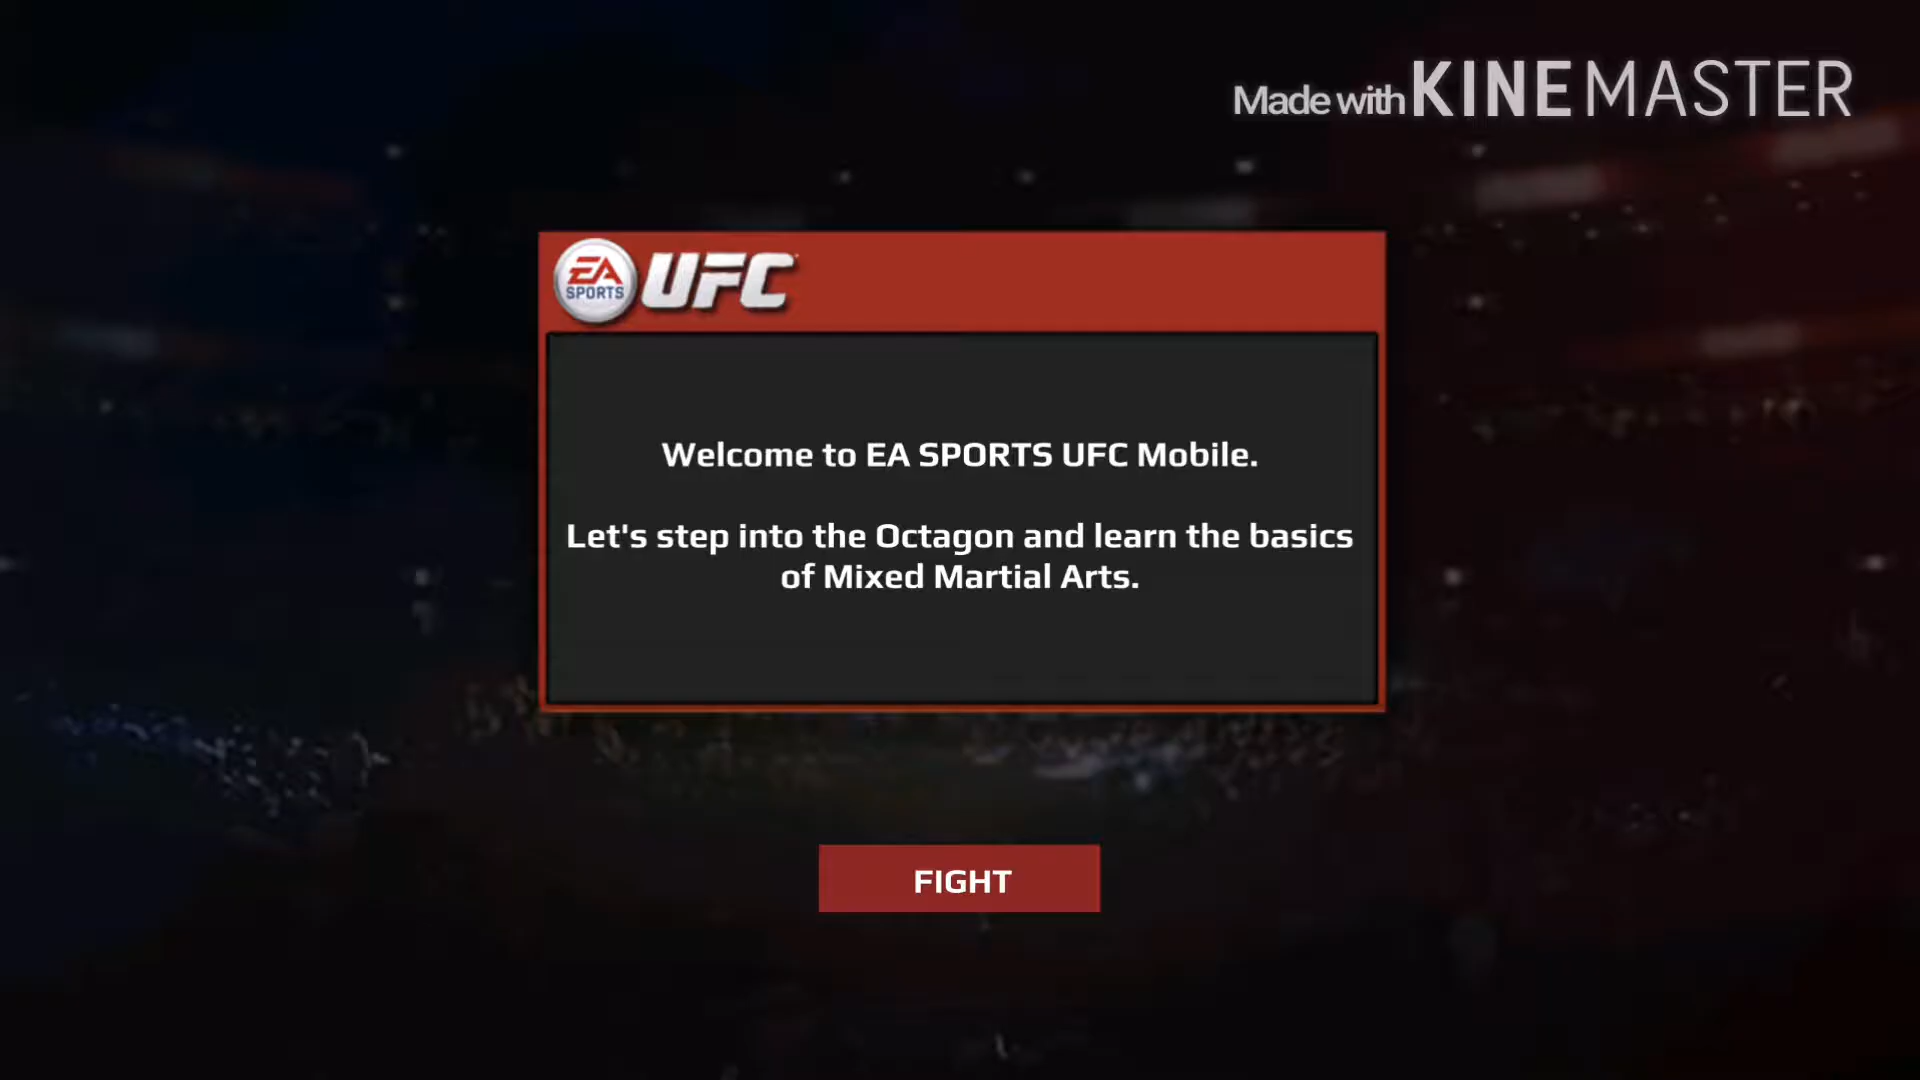 Made with KINEMASTER
EA SPORTS UFC
Welcome to EA SPORTS UFC Mobile.
Let's step into the Octagon and learn the basics
of Mixed Martial Arts.
FIGHT